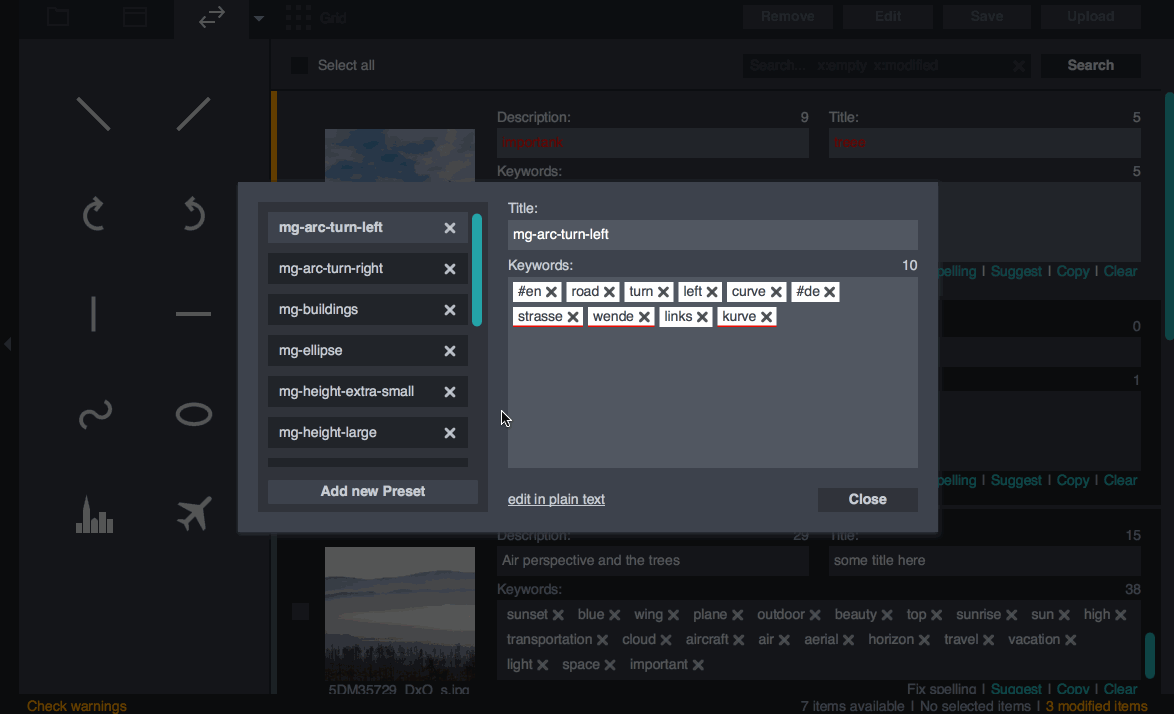 Grid
Remove Edit Save Upload
Select all
Search... x:empty x:modified
Search
Description: 9 Title: 5
important trees
Keywords: 5
mg-arc-turn-left
mg-arc-turn-right
mg-buildings
mg-ellipse
mg-height-extra-small
mg-height-large
Add new Preset
Title:
mg-arc-turn-left
Keywords: 10
#en road turn left curve #de
strasse wende links kurve
edit in plain text
Close
pelling | Suggest | Copy | Clear
0
1
pelling | Suggest | Copy | Clear
Description: 29 Title: 15
Air perspective and the trees some title here
Keywords: 38
sunset blue wing plane outdoor beauty top sunrise sun high
transportation cloud aircraft air aerial horizon travel vacation
light space important
5DM35729_DxO_s.jpg
Fix spelling | Suggest | Copy | Clear
Check warnings
7 items available | No selected items | 3 modified items